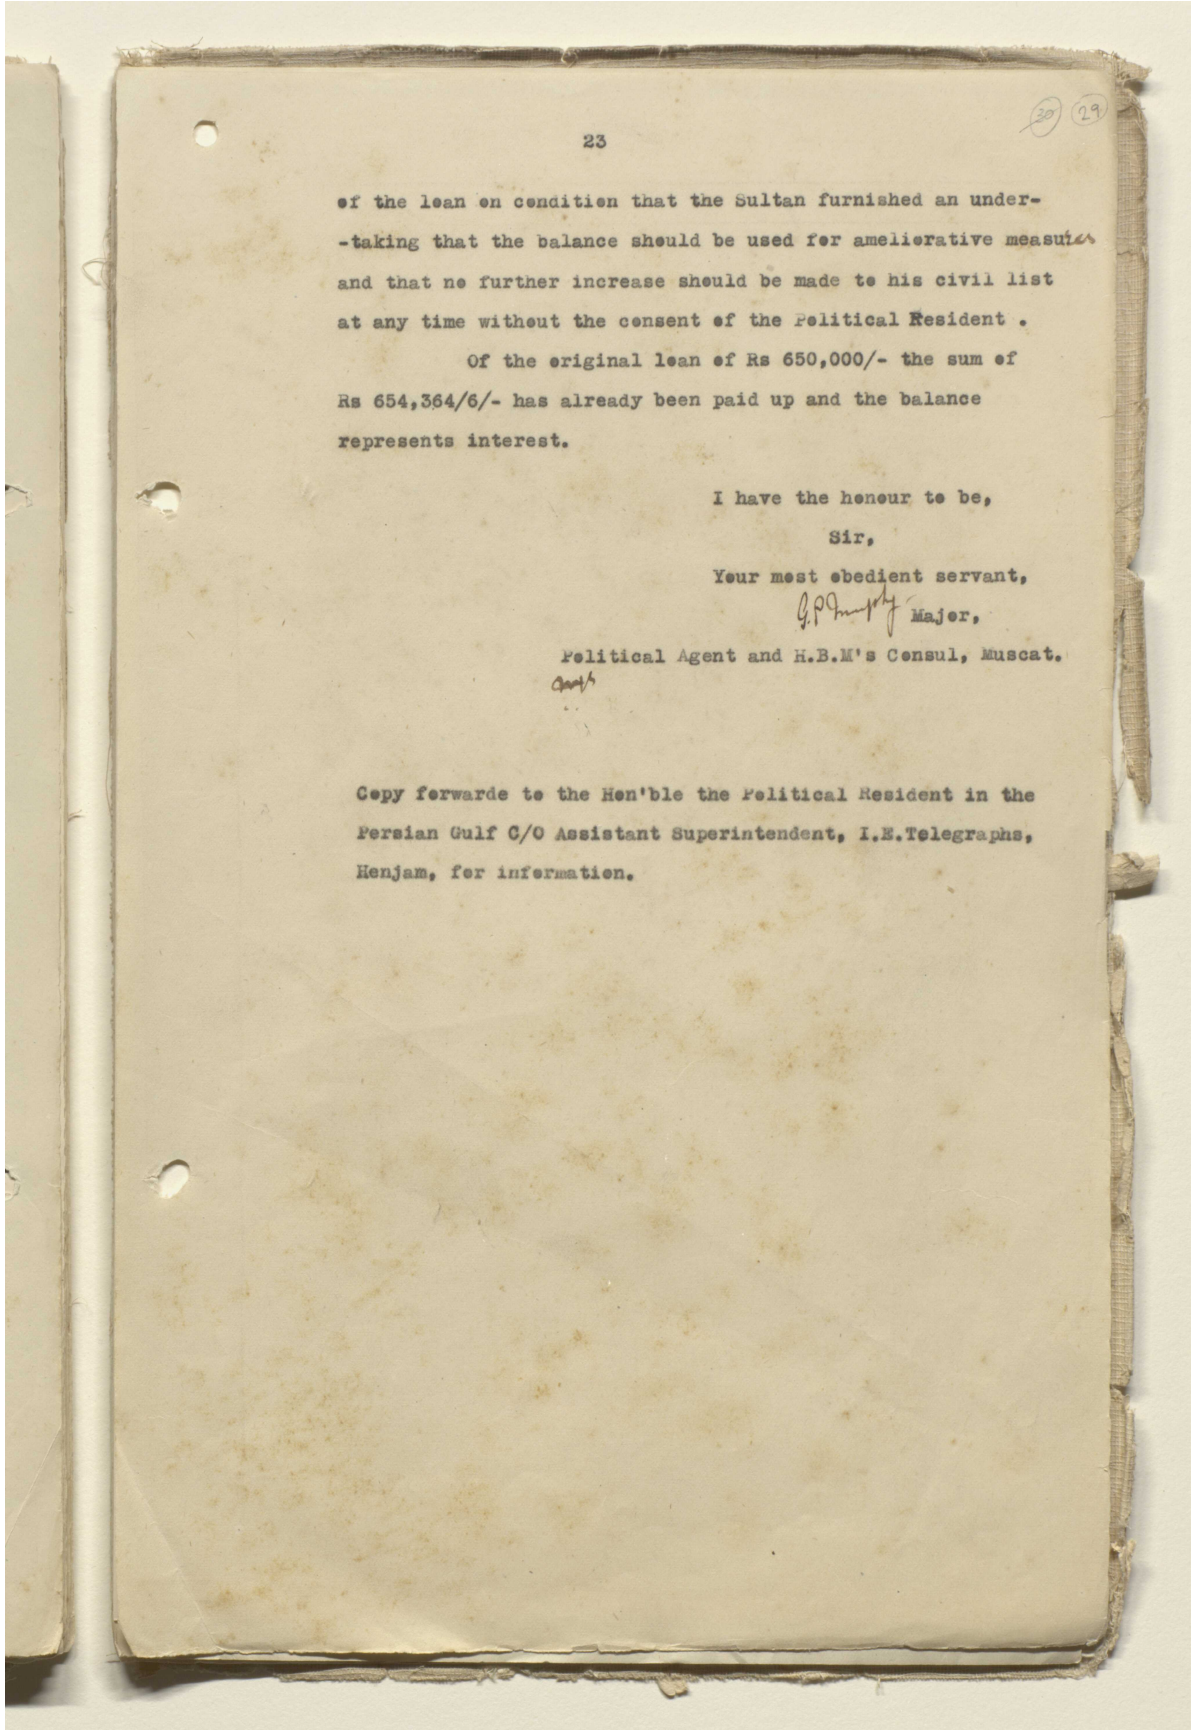 30 29
23
of the loan on condition that the Sultan furnished an under-
-taking that the balance should be used for ameliorative measures
and that no further increase should be made to his civil list
at any time without the consent of the Political Resident .
Of the original loan of Rs 650,000/- the sum of
Rs 654,364/6/- has already been paid up and the balance
represents interest.
I have the honour to be,
Sir,
Your most obedient servant,
G.P. Murphy Major,
Political Agent and H.B.M's Consul, Muscat.
Copy forwarde to the Hon'ble the Political Resident in the
Persian Gulf C/O Assistant Superintendent, I.E.Telegraphs,
Henjam, for information.